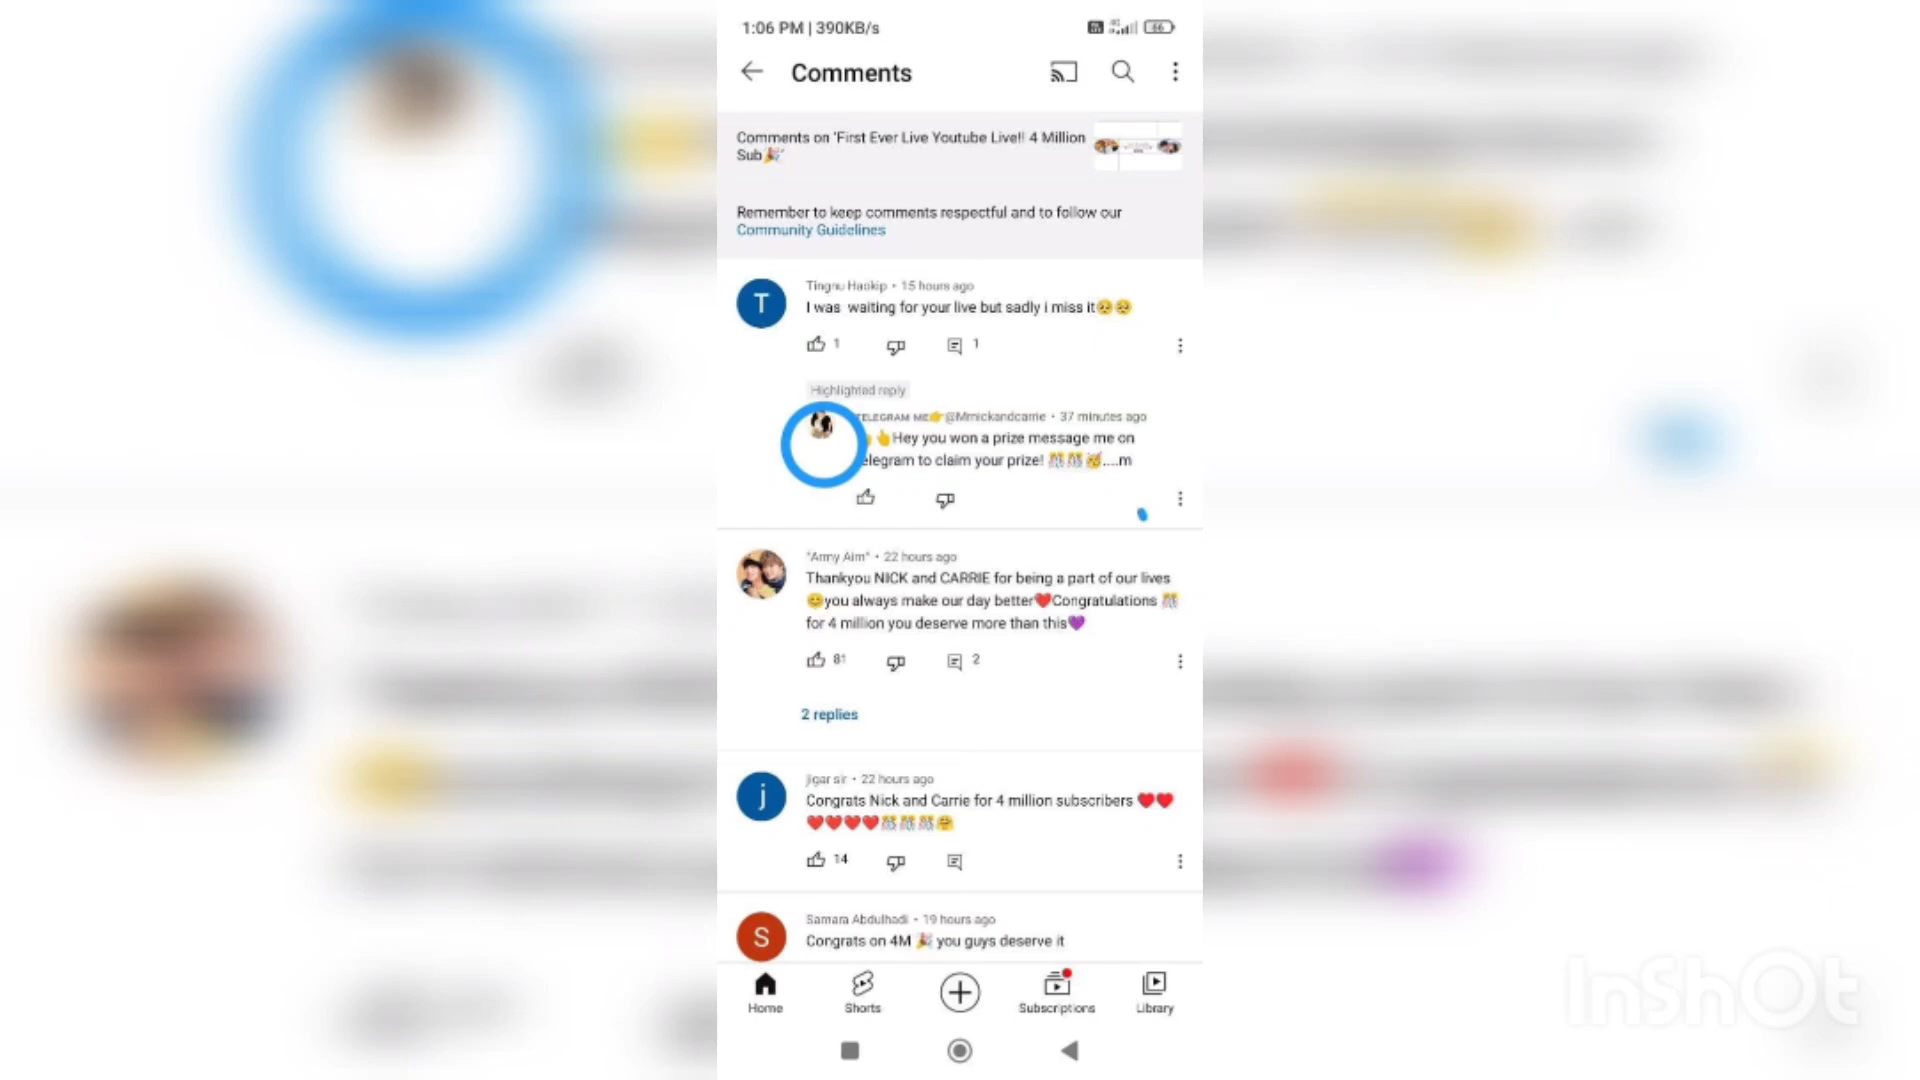 1:06 PM | 390KB/s
66
Comments
Comments on 'First Ever Live Youtube Live!! 4 Million
Sub🎉'
Remember to keep comments respectful and to follow our
Community Guidelines
Tingnu Haokip • 15 hours ago
I was waiting for your live but sadly i miss it🥺🥺
1
1
Highlighted reply
ELEGRAM ME👉@Mrnickandcarrie • 37 minutes ago
👆Hey you won a prize message me on
elegram to claim your prize! 🎊🎊🥳....m
"Army Aim" • 22 hours ago
Thankyou NICK and CARRIE for being a part of our lives
😊you always make our day better❤️Congratulations 🎊
for 4 million you deserve more than this💜
81
2
2 replies
jigar sir • 22 hours ago
Congrats Nick and Carrie for 4 million subscribers ❤️❤️
❤️❤️❤️❤️🎊🎊🎊🤗
14
Samara Abdulhadi • 19 hours ago
Congrats on 4M 🎉 you guys deserve it
Home
Shorts
Subscriptions
Library
InShOt